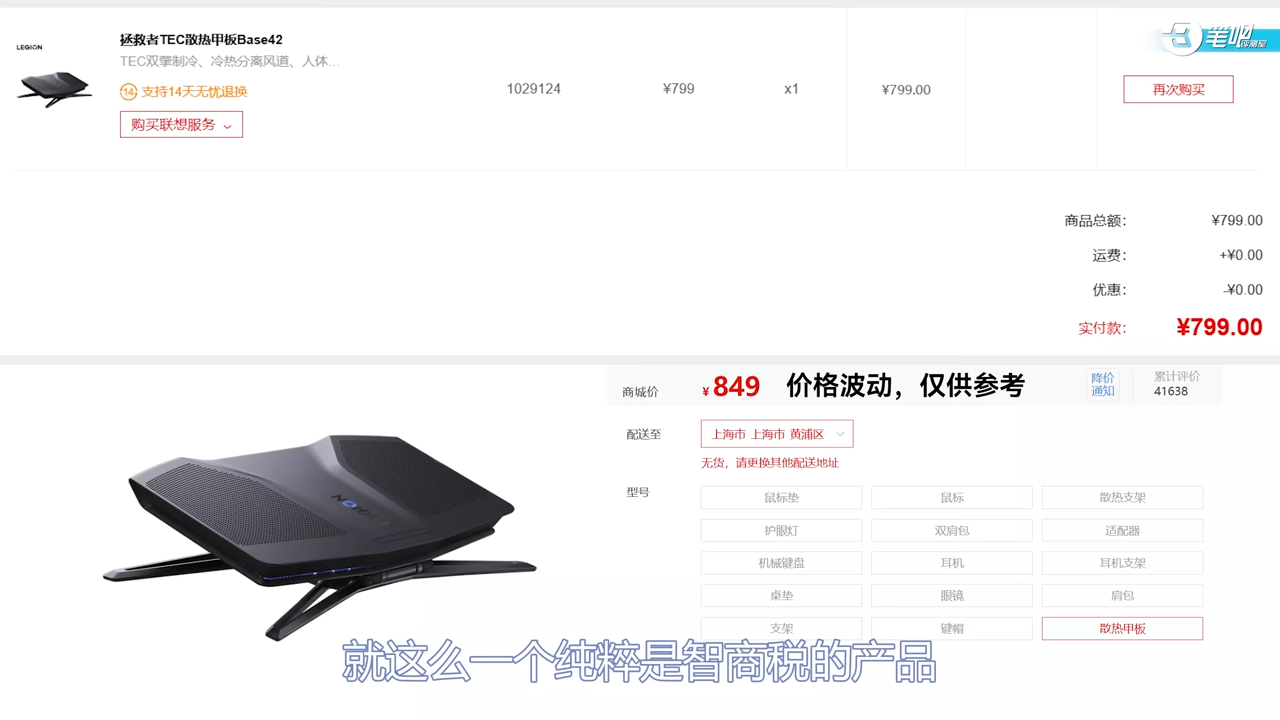 笔吧评测室
LEGION
拯救者TEC散热甲板Base42
TEC双擎制冷、冷热分离风道、人体...
14 支持14天无忧退换
购买联想服务
1029124
¥799
x1
¥799.00
再次购买
商品总额： ¥799.00
运费： +¥0.00
优惠： -¥0.00
实付款： ¥799.00
商城价 ¥ 849 价格波动，仅供参考
降价通知
累计评价
41638
配送至 上海市 上海市 黄浦区
无货，请更换其他配送地址
型号
鼠标垫 鼠标 散热支架
护眼灯 双肩包 适配器
机械键盘 耳机 耳机支架
桌垫 眼镜 肩包
支架 键帽 散热甲板
LEGION
就这么一个纯粹是智商税的产品